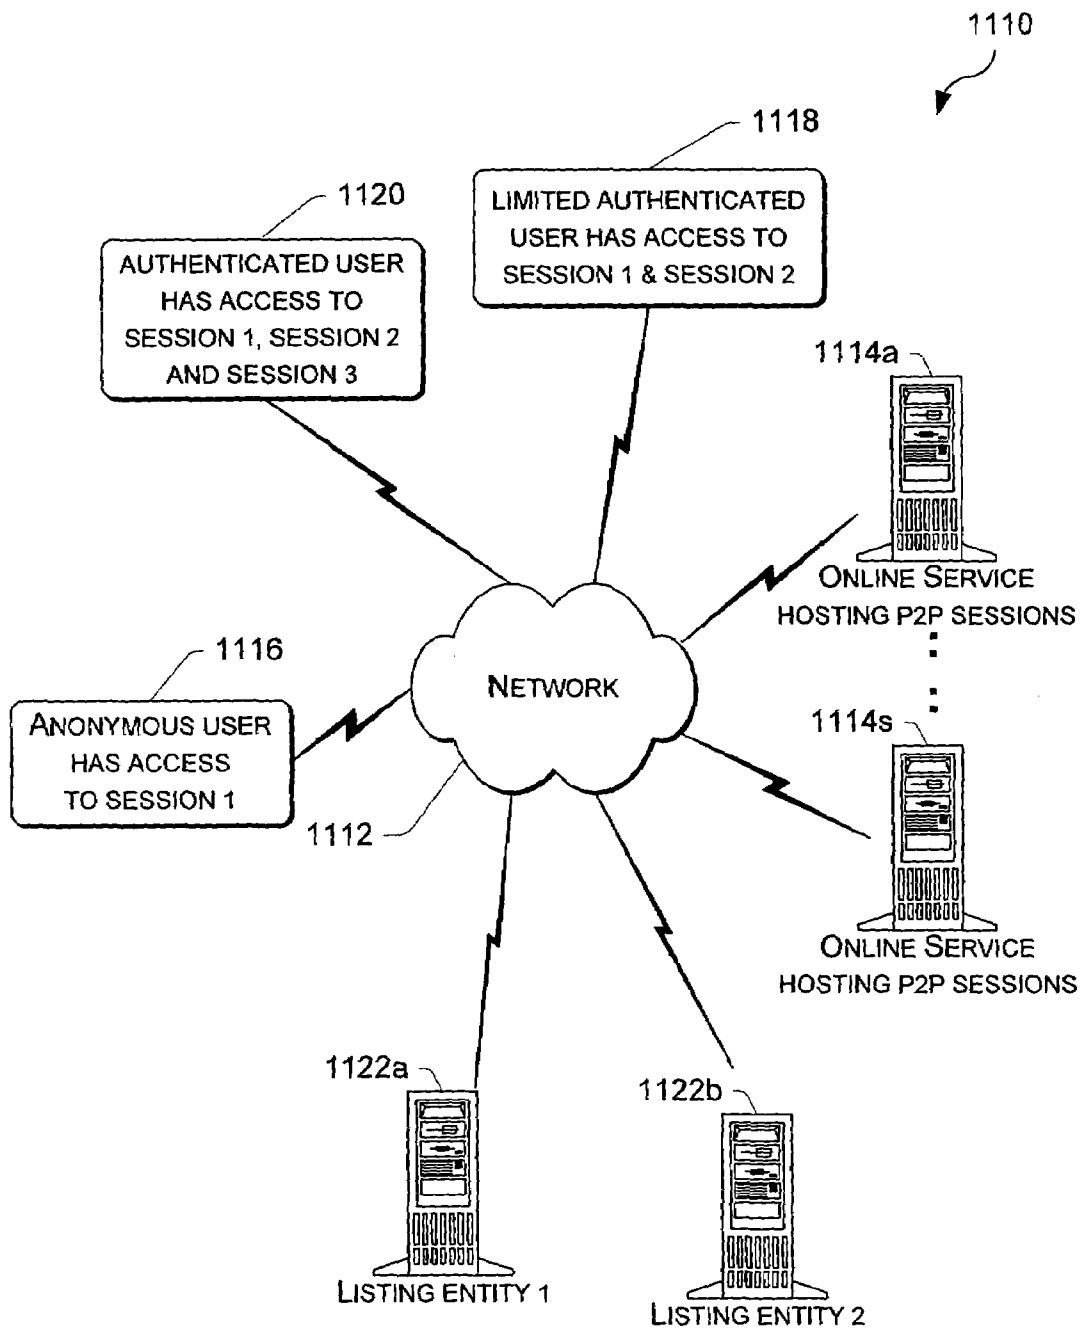 1110
1118
LIMITED AUTHENTICATED
USER HAS ACCESS TO
SESSION 1 & SESSION 2
1120
AUTHENTICATED USER
HAS ACCESS TO
SESSION 1, SESSION 2
AND SESSION 3
1114a
ONLINE SERVICE
HOSTING P2P SESSIONS
1116
ANONYMOUS USER
HAS ACCESS
TO SESSION 1
NETWORK
1112
1114s
ONLINE SERVICE
HOSTING P2P SESSIONS
1122a
LISTING ENTITY 1
1122b
LISTING ENTITY 2